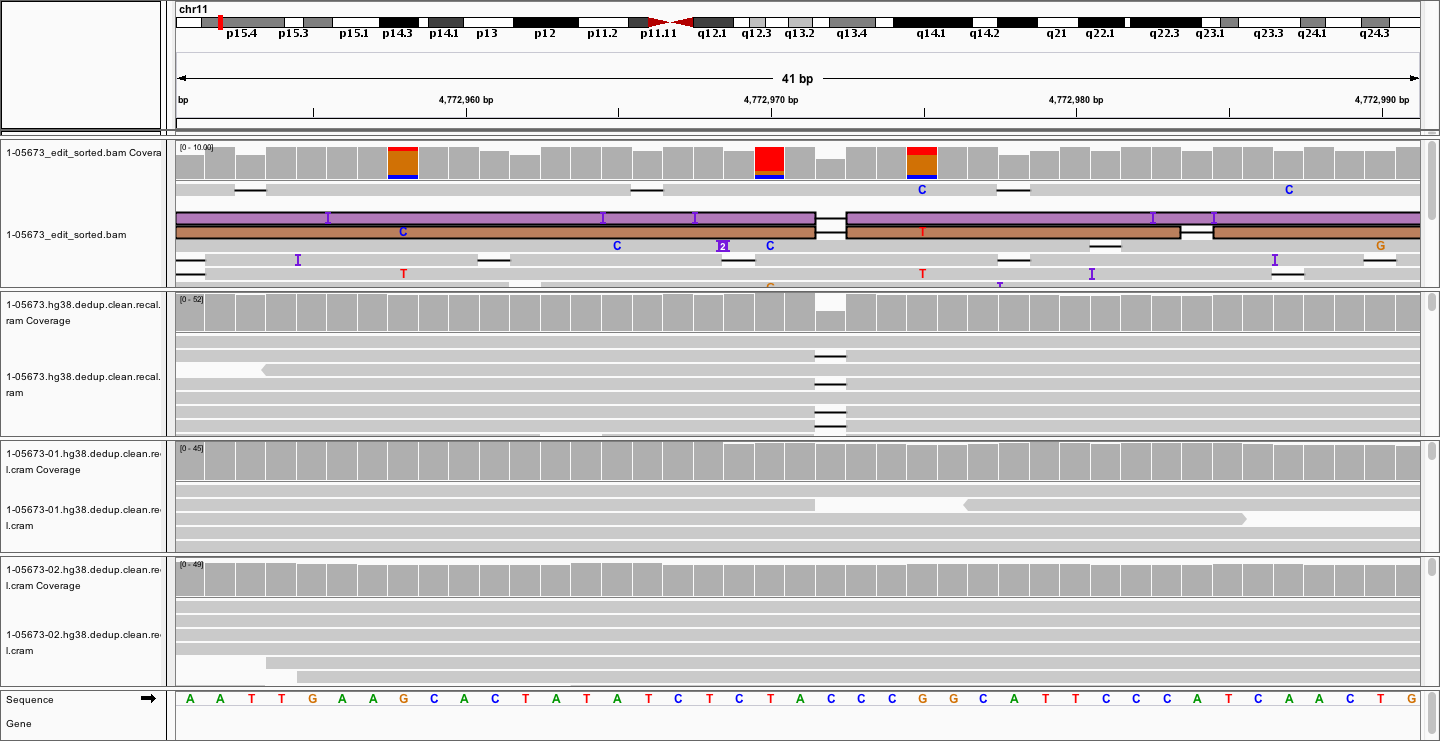 chr11
p15.4 p15.3 p15.1 p14.3 p14.1 p13 p12 p11.2 p11.11 q12.1 q12.3 q13.2 q13.4 q14.1 q14.2 q21 q22.1 q22.3 q23.1 q23.3 q24.1 q24.3
41 bp
bp 4,772,960 bp 4,772,970 bp 4,772,980 bp 4,772,990 bp
1-05673_edit_sorted.bam Covera
[0 - 10.00]
C C
1-05673_edit_sorted.bam
C T
C 2 C G
T T
1-05673.hg38.dedup.clean.recal.
ram Coverage
[0 - 52]
1-05673.hg38.dedup.clean.recal.
ram
1-05673-01.hg38.dedup.clean.re
l.cram Coverage
[0 - 45]
1-05673-01.hg38.dedup.clean.re
l.cram
1-05673-02.hg38.dedup.clean.re
l.cram Coverage
[0 - 49]
1-05673-02.hg38.dedup.clean.re
l.cram
Sequence A A T T G A A G C A C T A T A T C T C T A C C C G G C A T T C C C A T C A A C T G
Gene